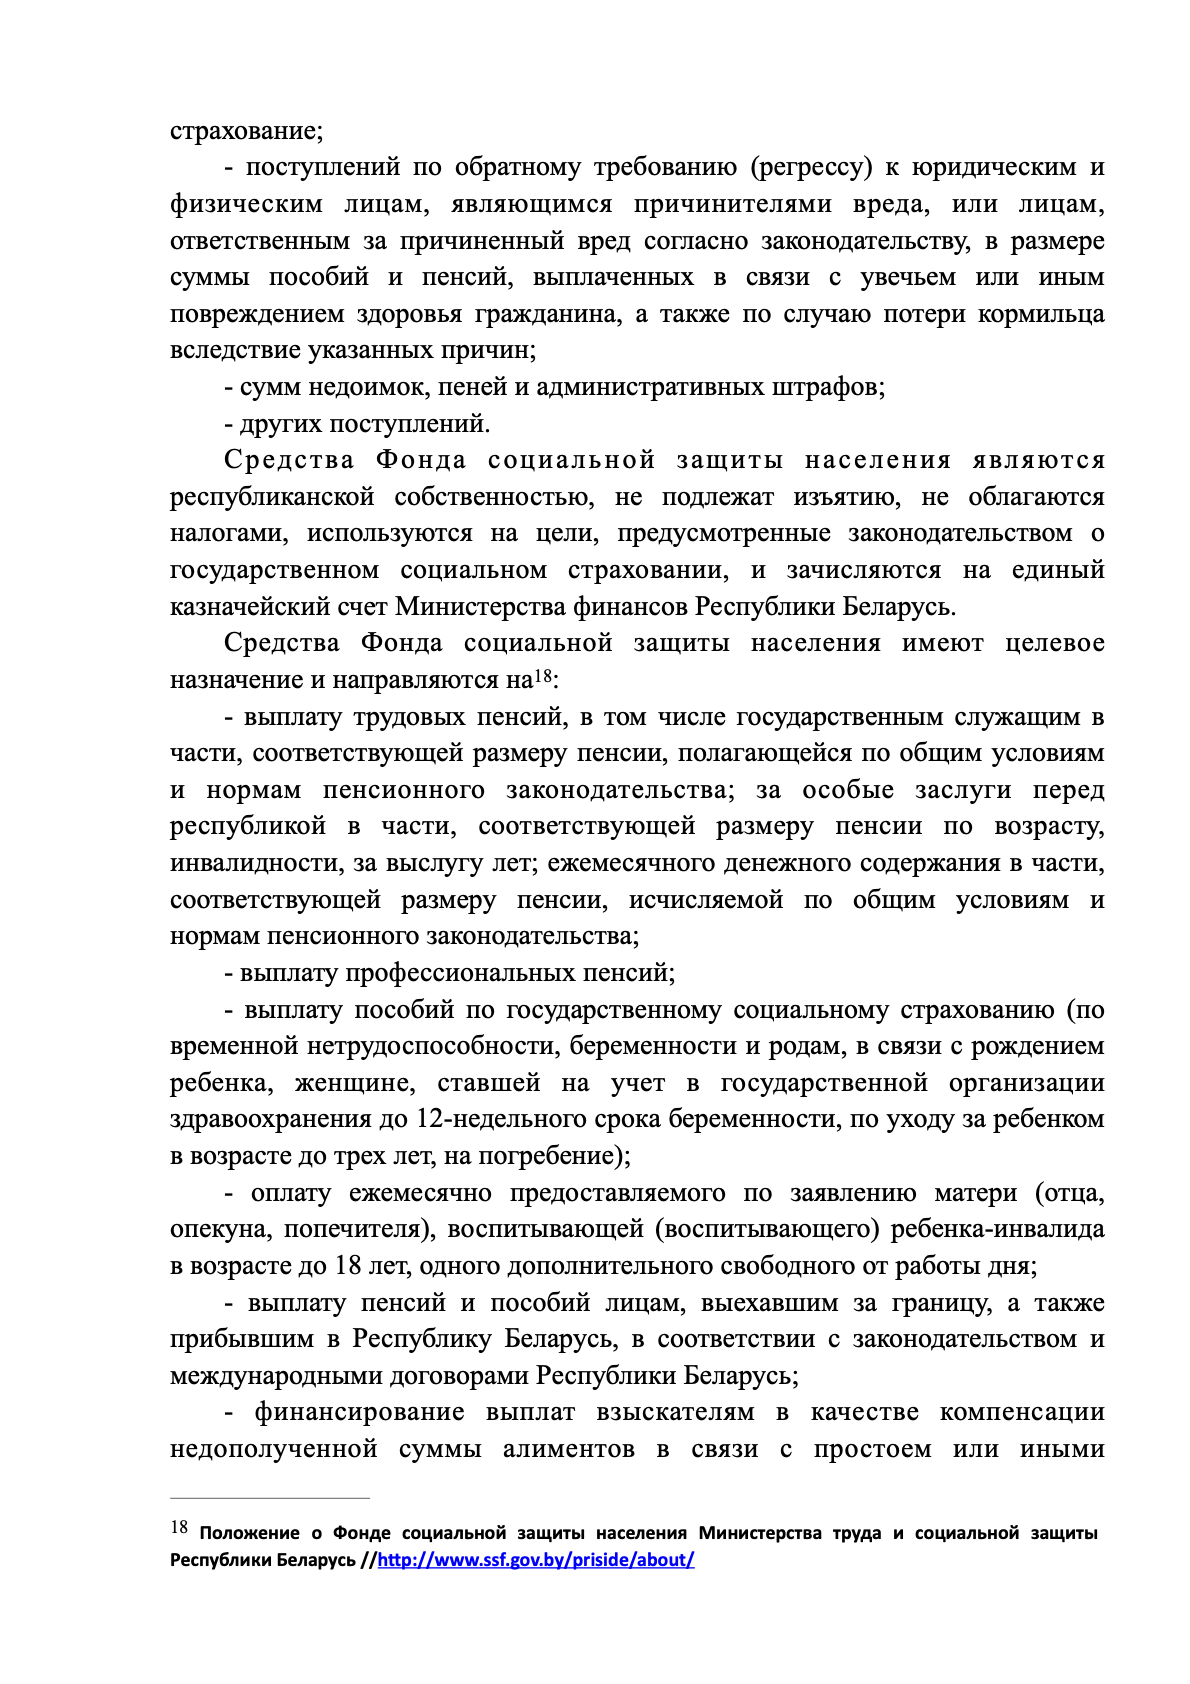 страхование;
- поступлений по обратному требованию (регрессу) к юридическим и
физическим лицам, являющимся причинителями вреда, или лицам,
ответственным за причиненный вред согласно законодательству, в размере
суммы пособий и пенсий, выплаченных в связи с увечьем или иным
повреждением здоровья гражданина, а также по случаю потери кормильца
вследствие указанных причин;
- сумм недоимок, пеней и административных штрафов;
- других поступлений.
Средства Фонда социальной защиты населения являются
республиканской собственностью, не подлежат изъятию, не облагаются
налогами, используются на цели, предусмотренные законодательством о
государственном социальном страховании, и зачисляются на единый
казначейский счет Министерства финансов Республики Беларусь.
Средства Фонда социальной защиты населения имеют целевое
назначение и направляются на18:
- выплату трудовых пенсий, в том числе государственным служащим в
части, соответствующей размеру пенсии, полагающейся по общим условиям
и нормам пенсионного законодательства; за особые заслуги перед
республикой в части, соответствующей размеру пенсии по возрасту,
инвалидности, за выслугу лет; ежемесячного денежного содержания в части,
соответствующей размеру пенсии, исчисляемой по общим условиям и
нормам пенсионного законодательства;
- выплату профессиональных пенсий;
- выплату пособий по государственному социальному страхованию (по
временной нетрудоспособности, беременности и родам, в связи с рождением
ребенка, женщине, ставшей на учет в государственной организации
здравоохранения до 12-недельного срока беременности, по уходу за ребенком
в возрасте до трех лет, на погребение);
- оплату ежемесячно предоставляемого по заявлению матери (отца,
опекуна, попечителя), воспитывающей (воспитывающего) ребенка-инвалида
в возрасте до 18 лет, одного дополнительного свободного от работы дня;
- выплату пенсий и пособий лицам, выехавшим за границу, а также
прибывшим в Республику Беларусь, в соответствии с законодательством и
международными договорами Республики Беларусь;
- финансирование выплат взыскателям в качестве компенсации
недополученной суммы алиментов в связи с простоем или иными
18 Положение о Фонде социальной защиты населения Министерства труда и социальной защиты
Республики Беларусь //http://www.ssf.gov.by/priside/about/